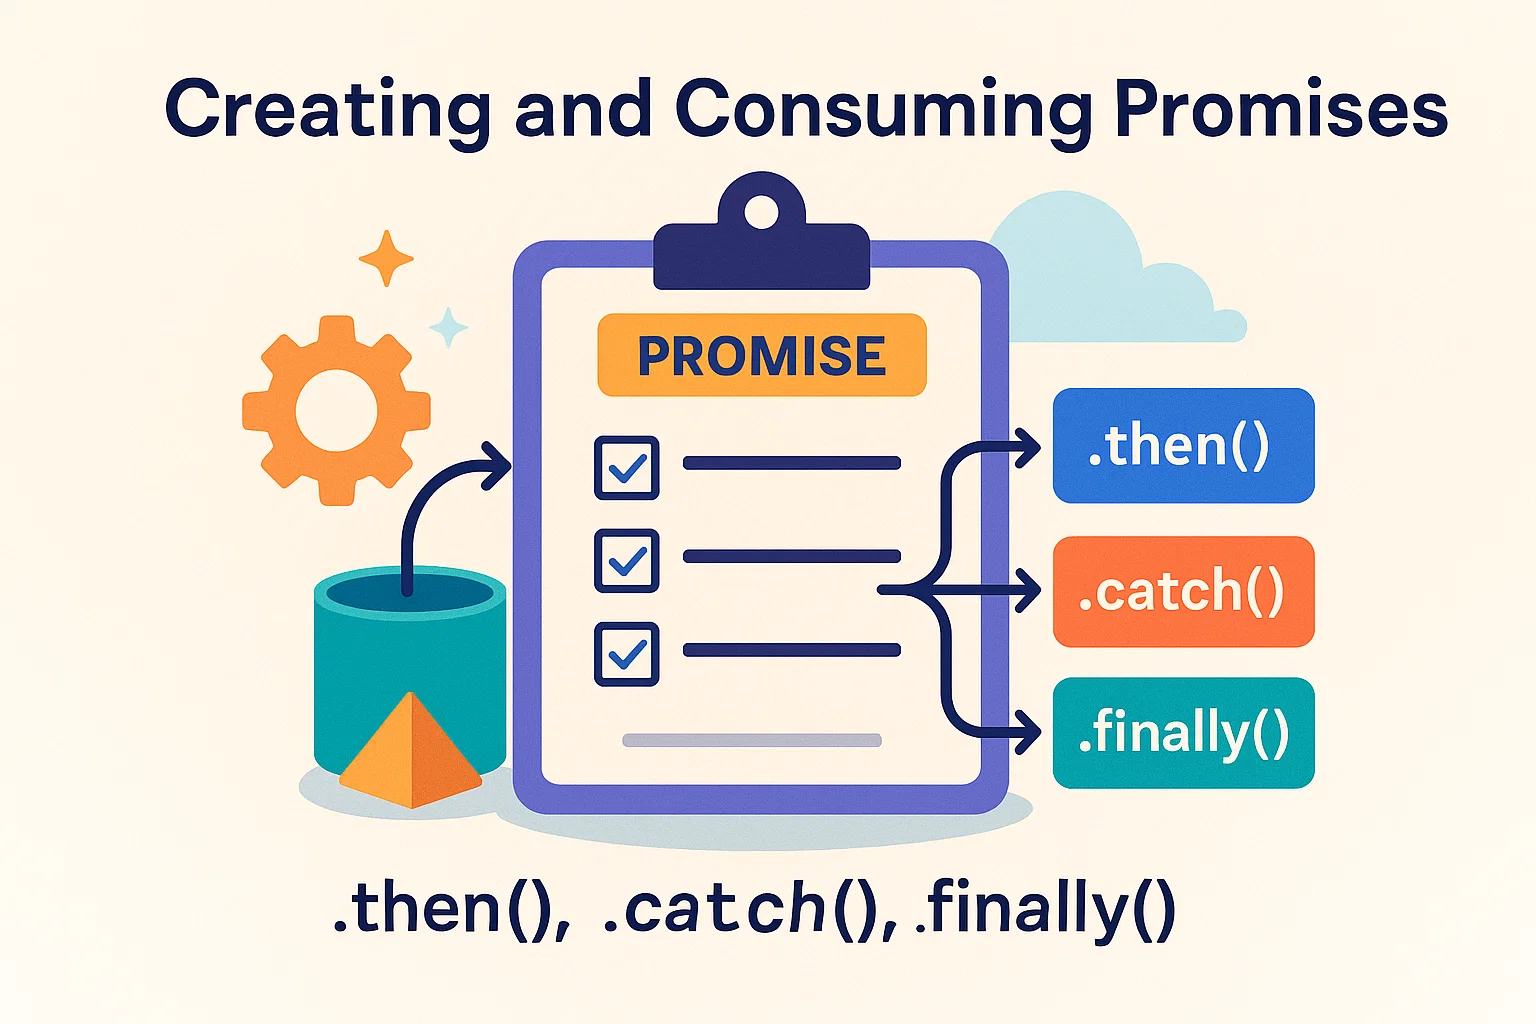 Creating and Consuming Promises
PROMISE
.then()
.catch()
.finally()
.then(), .catch(), .finally()